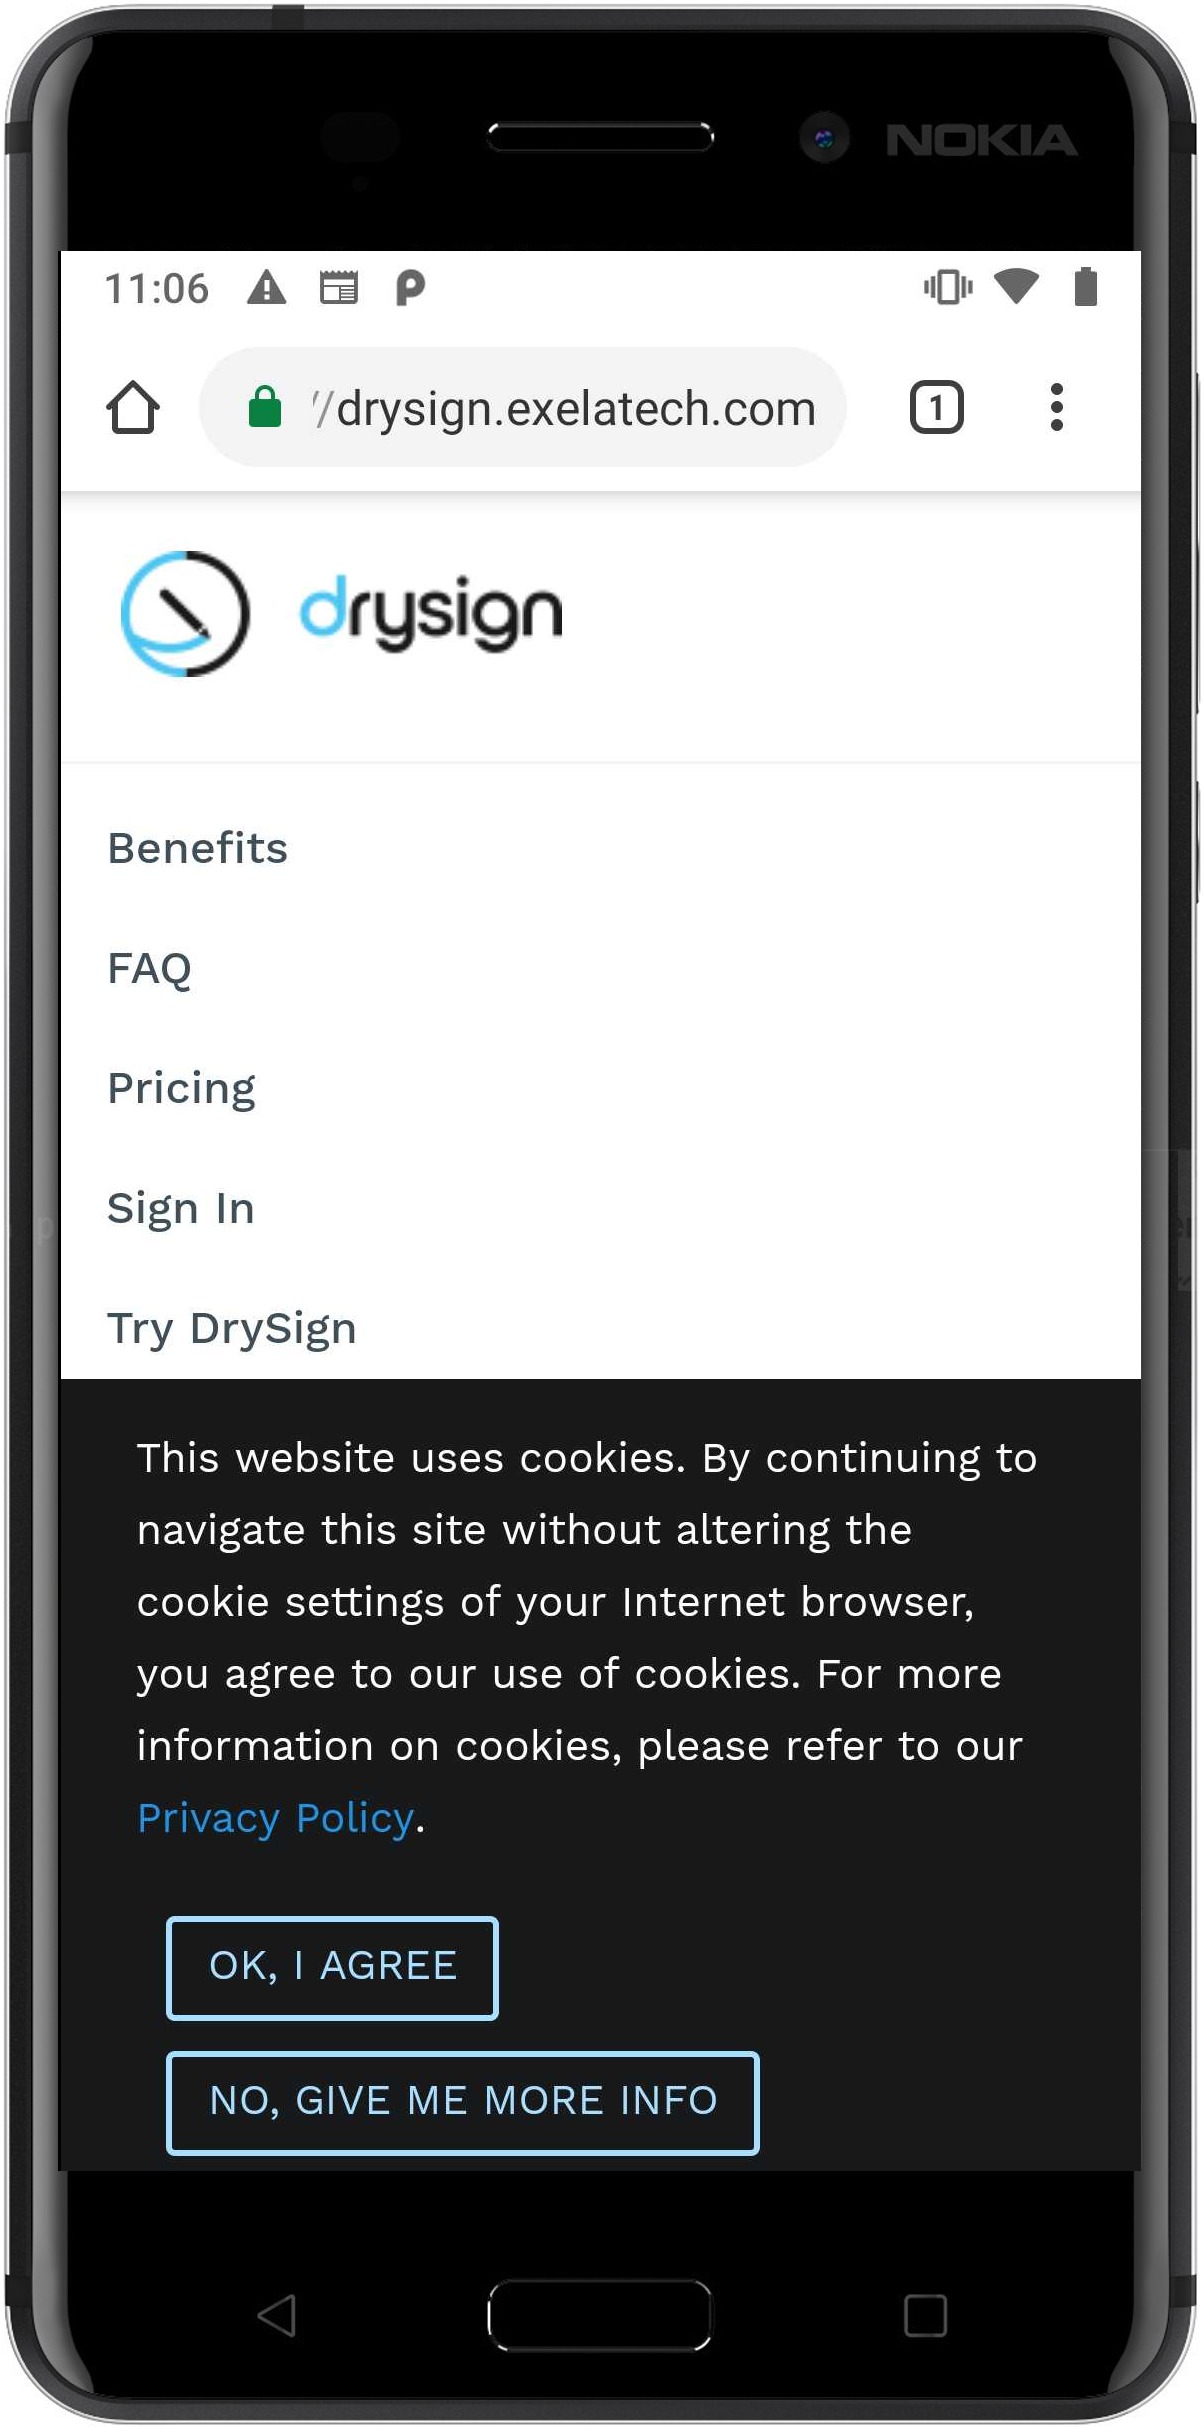 NOKIA
11:06
//drysign.exelatech.com
1
drysign
Benefits
FAQ
Pricing
Sign In
Try DrySign
This website uses cookies. By continuing to
navigate this site without altering the
cookie settings of your Internet browser,
you agree to our use of cookies. For more
information on cookies, please refer to our
Privacy Policy.
OK, I AGREE
NO, GIVE ME MORE INFO